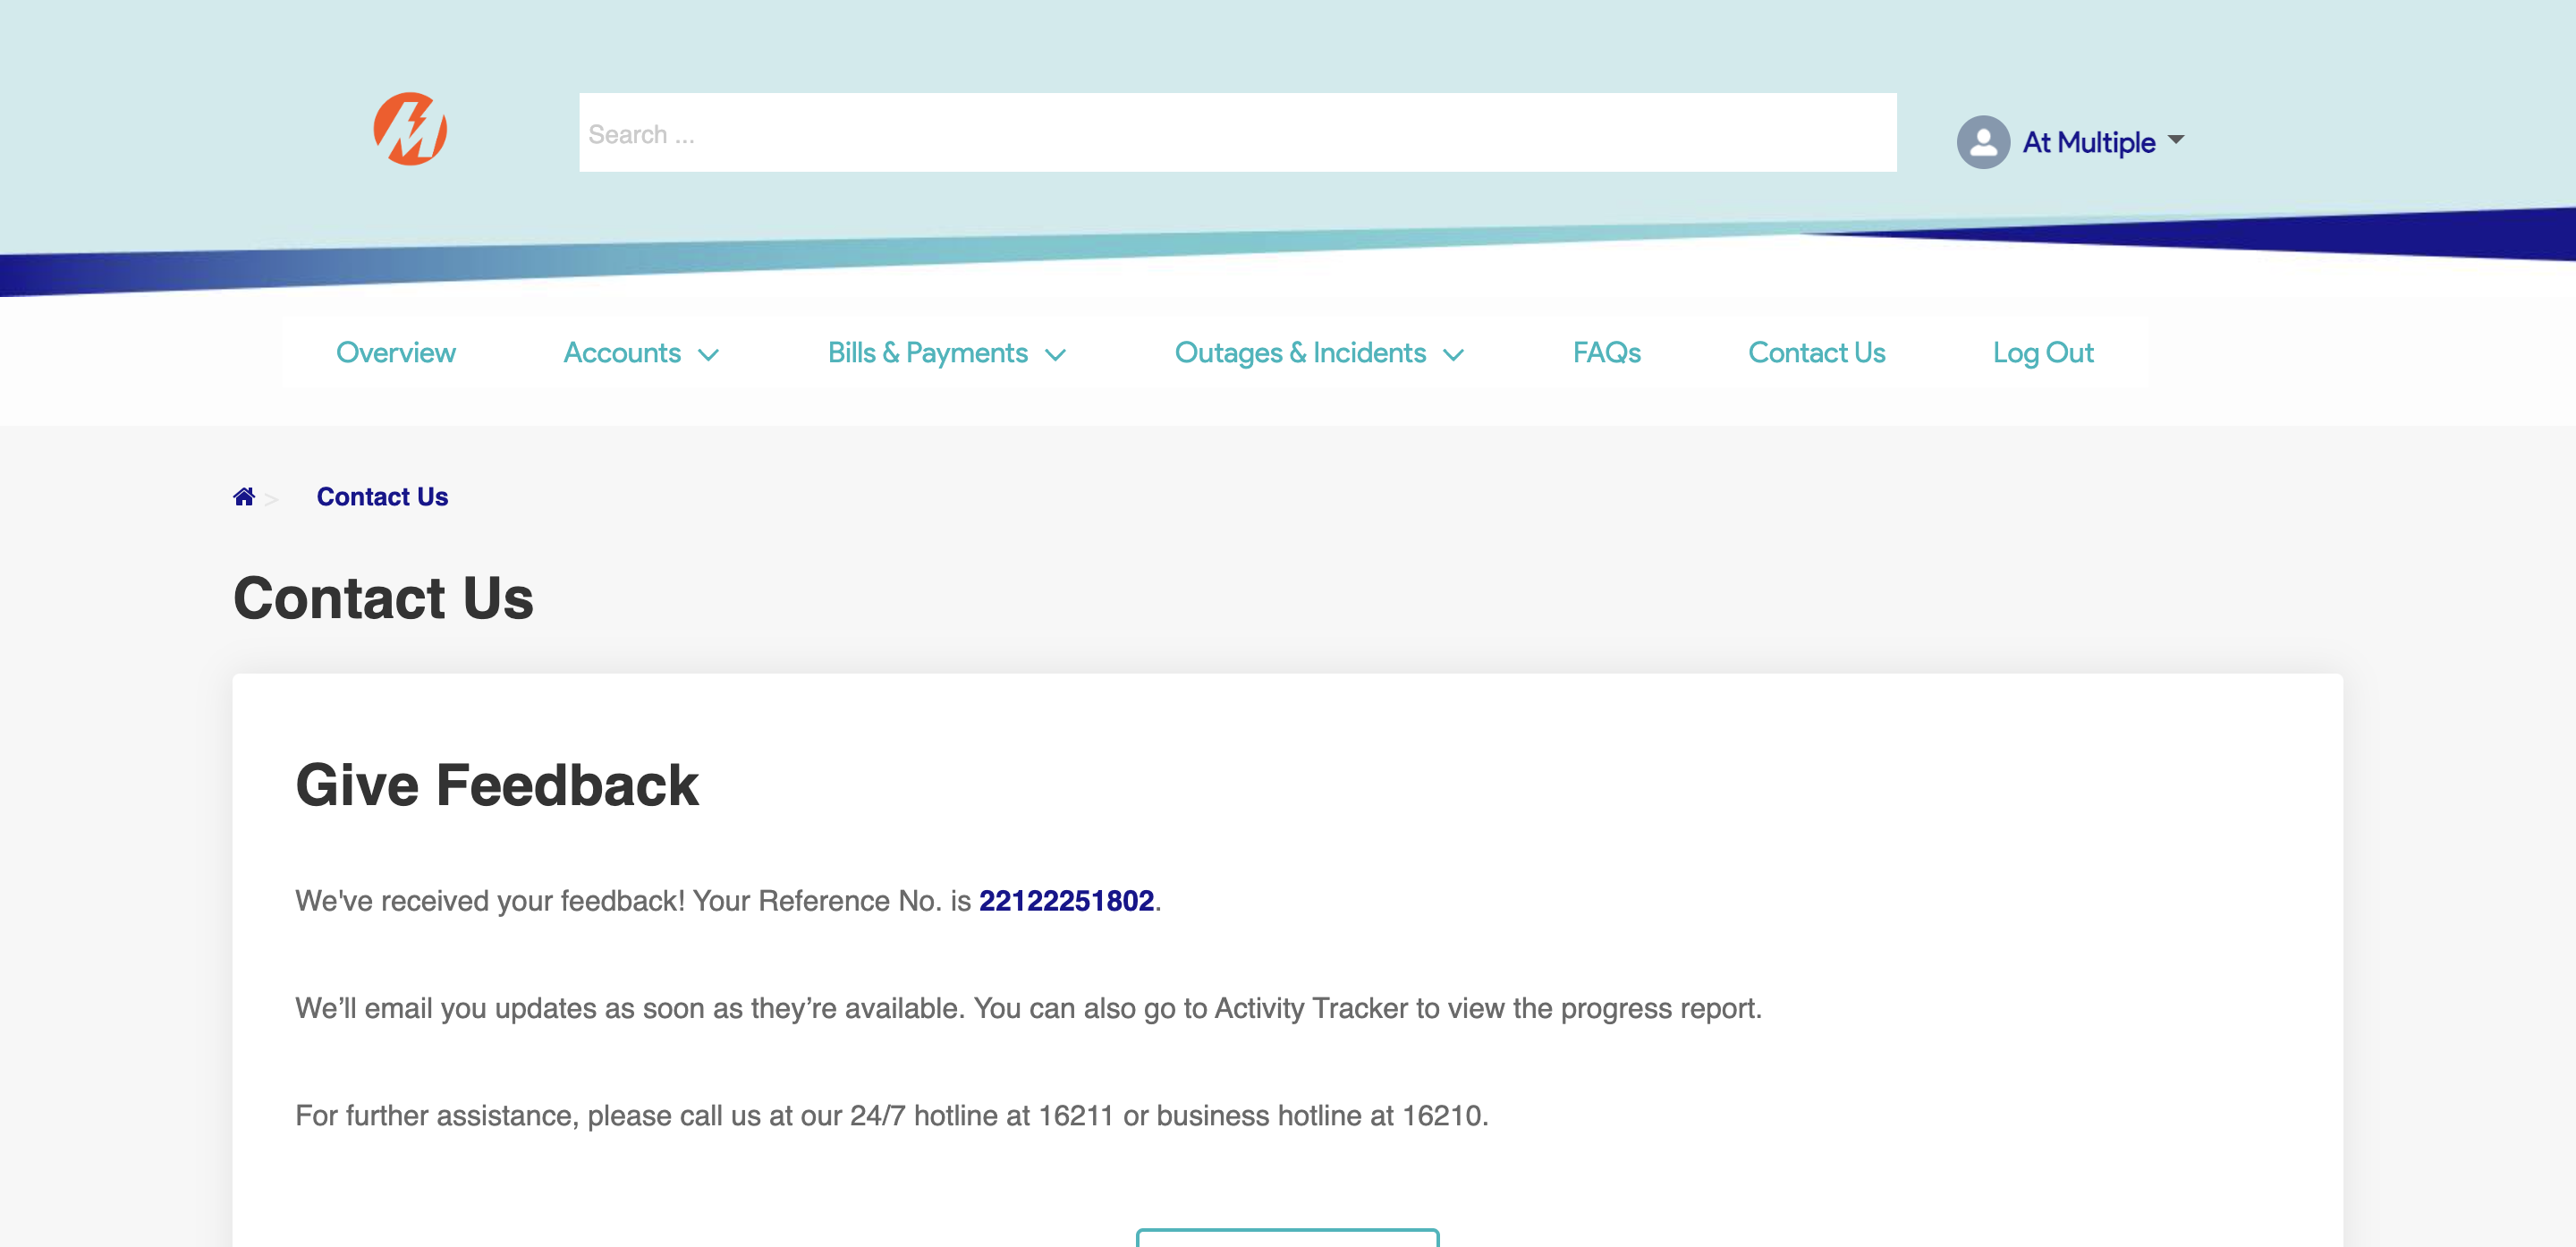 Search ...
At Multiple
Overview
Accounts
Bills & Payments
Outages & Incidents
FAQs
Contact Us
Log Out
> Contact Us
Contact Us
Give Feedback
We've received your feedback! Your Reference No. is 22122251802.
We’ll email you updates as soon as they’re available. You can also go to Activity Tracker to view the progress report.
For further assistance, please call us at our 24/7 hotline at 16211 or business hotline at 16210.